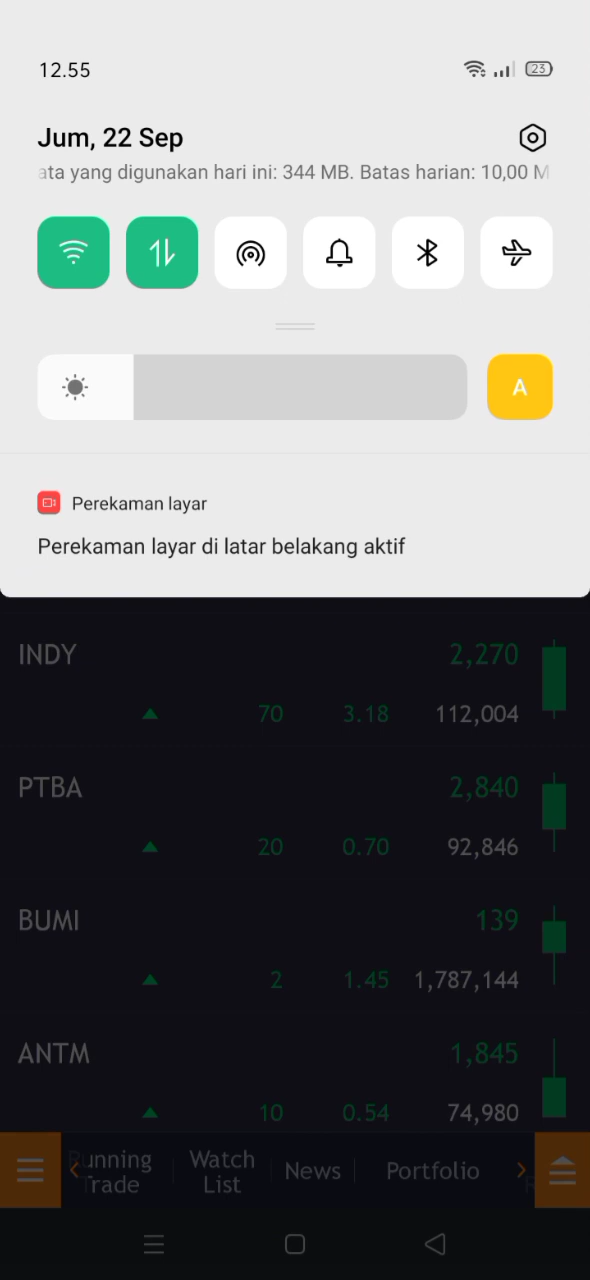 12.55
23
Jum, 22 Sep
ata yang digunakan hari ini: 344 MB. Batas harian: 10,00 M
A
Perekaman layar
Perekaman layar di latar belakang aktif
INDY 2,270
70 3.18 112,004
PTBA 2,840
20 0.70 92,846
BUMI 139
2 1.45 1,787,144
ANTM 1,845
10 0.54 74,980
Running Trade Watch List News Portfolio